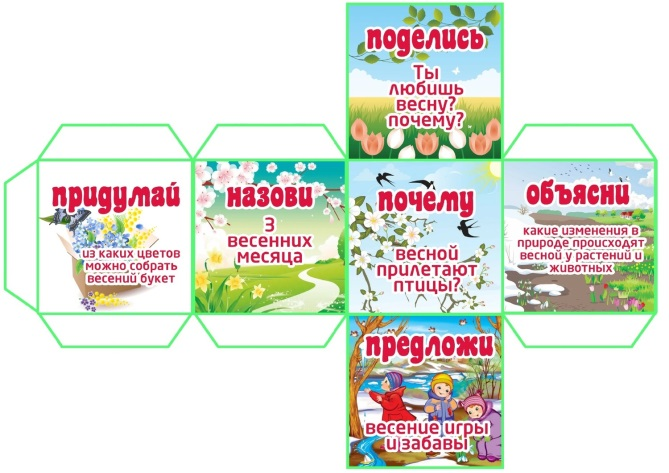 поделись
Ты
любишь
весну?
почему?
придумай
из каких цветов
можно собрать
весений букет
назови
3
весенних
месяца
почему
весной
прилетают
птицы?
объясни
какие изменения в
природе происходят
весной у растений и
животных
предложи
весение игры
и забавы